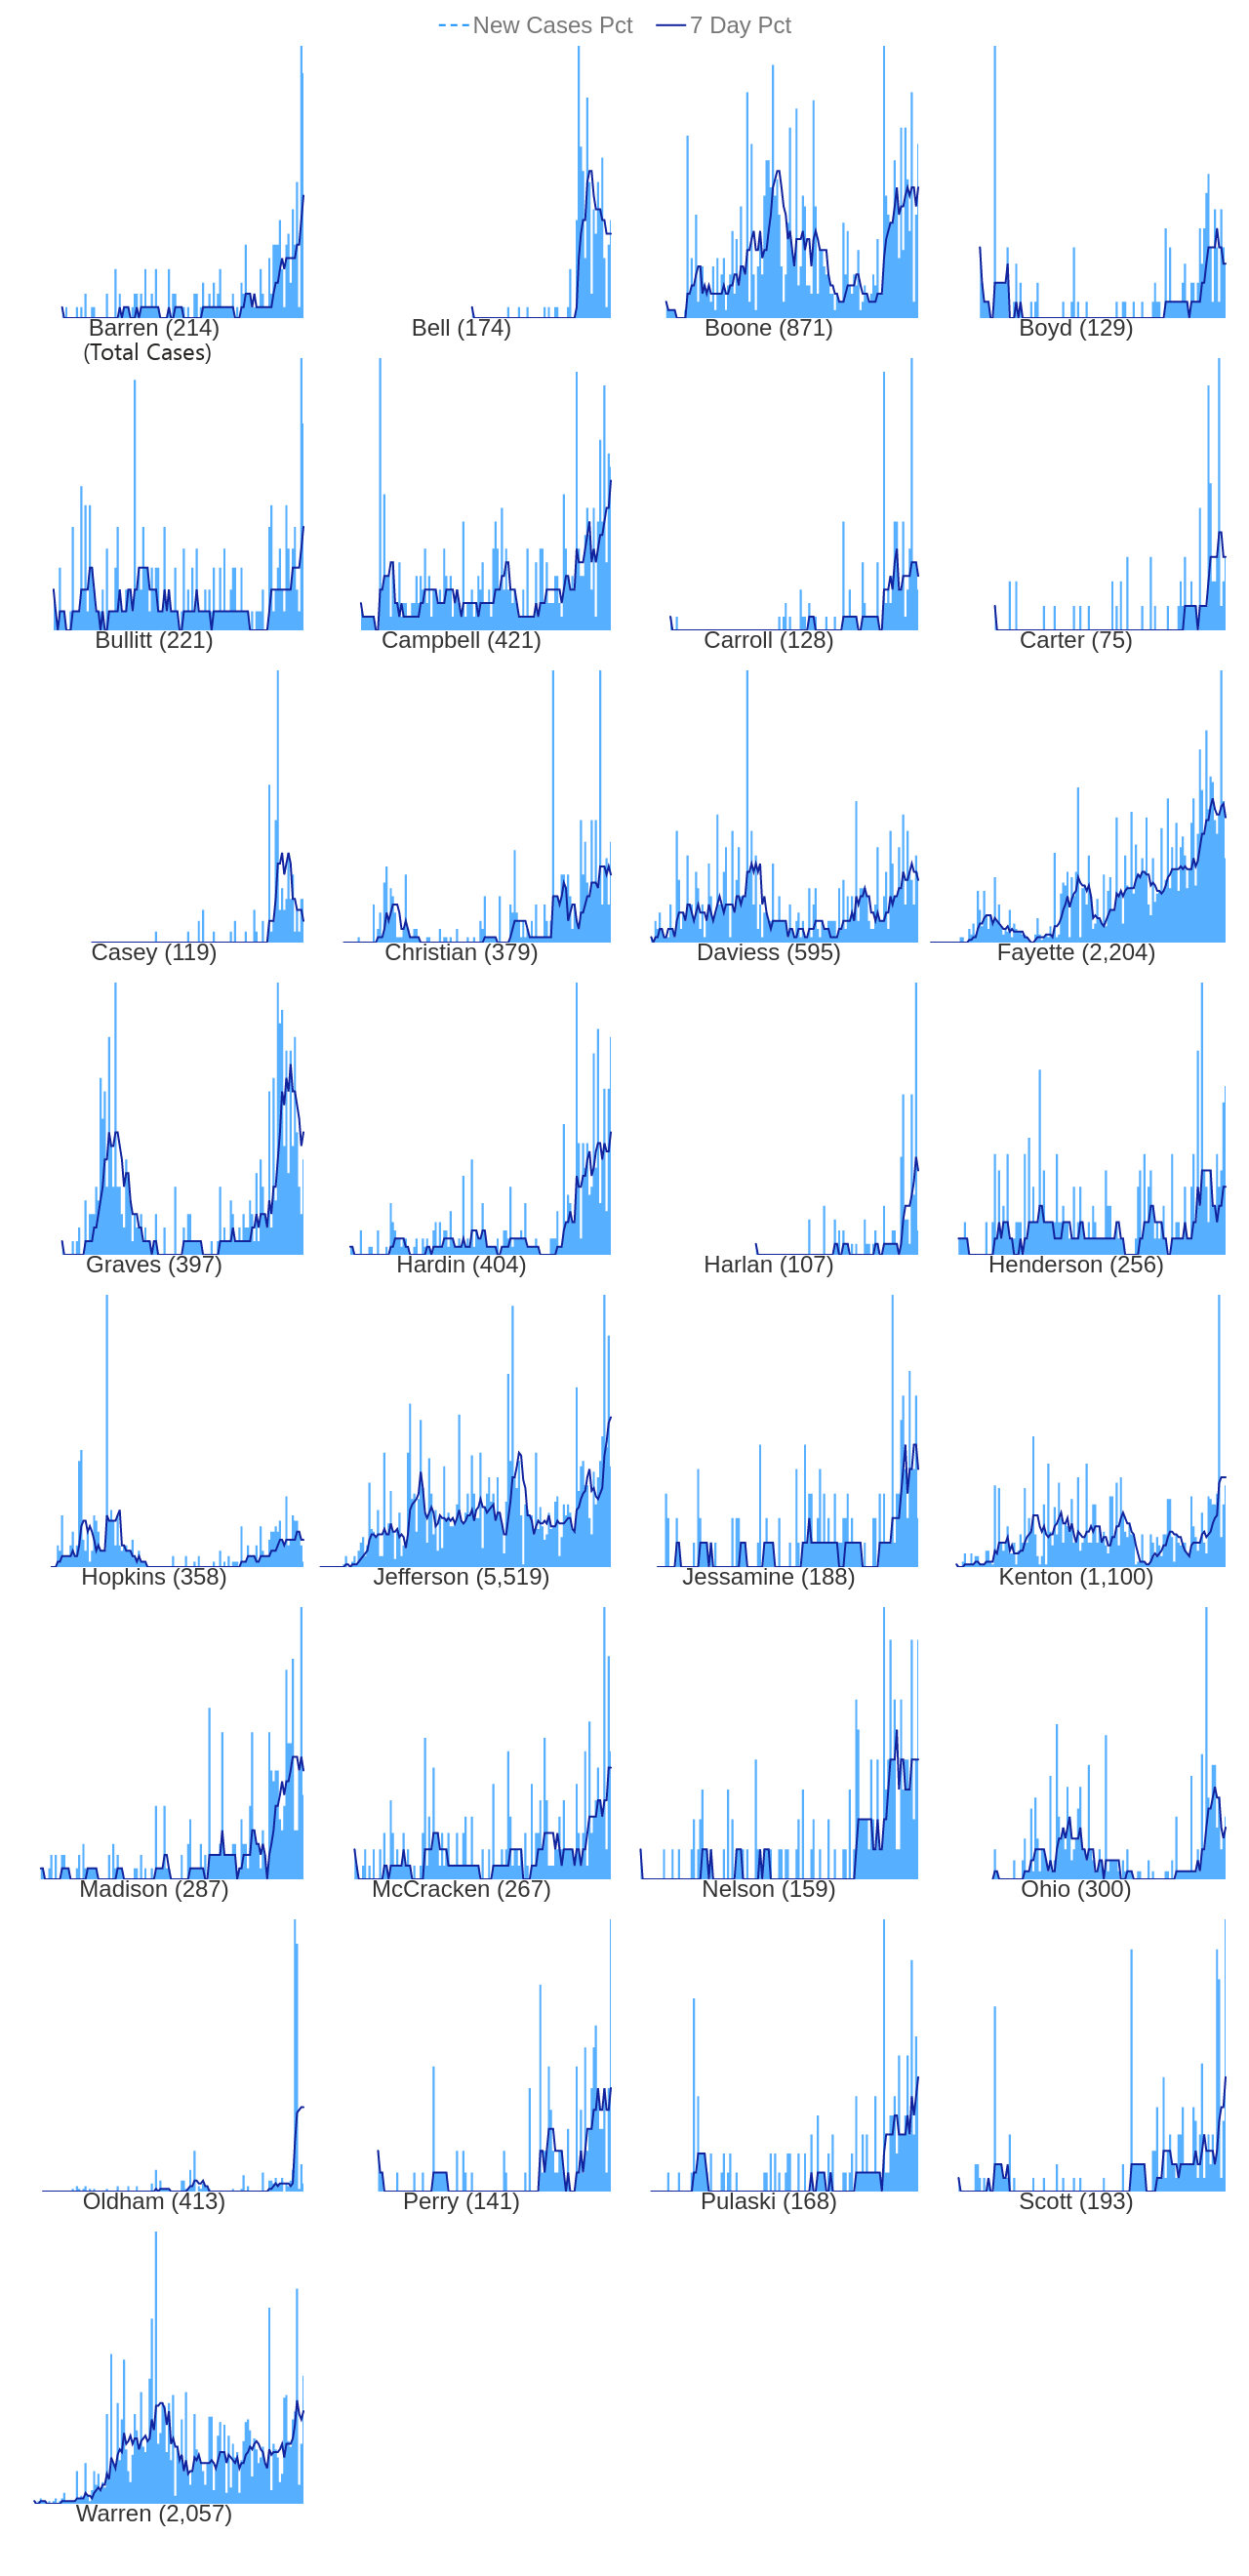 New Cases Pct 7 Day Pct
Barren (214) Bell (174) Boone (871) Boyd (129)
(Total Cases)
Bullitt (221) Campbell (421) Carroll (128) Carter (75)
Casey (119) Christian (379) Daviess (595) Fayette (2,204)
Graves (397) Hardin (404) Harlan (107) Henderson (256)
Hopkins (358) Jefferson (5,519) Jessamine (188) Kenton (1,100)
Madison (287) McCracken (267) Nelson (159) Ohio (300)
Oldham (413) Perry (141) Pulaski (168) Scott (193)
Warren (2,057)